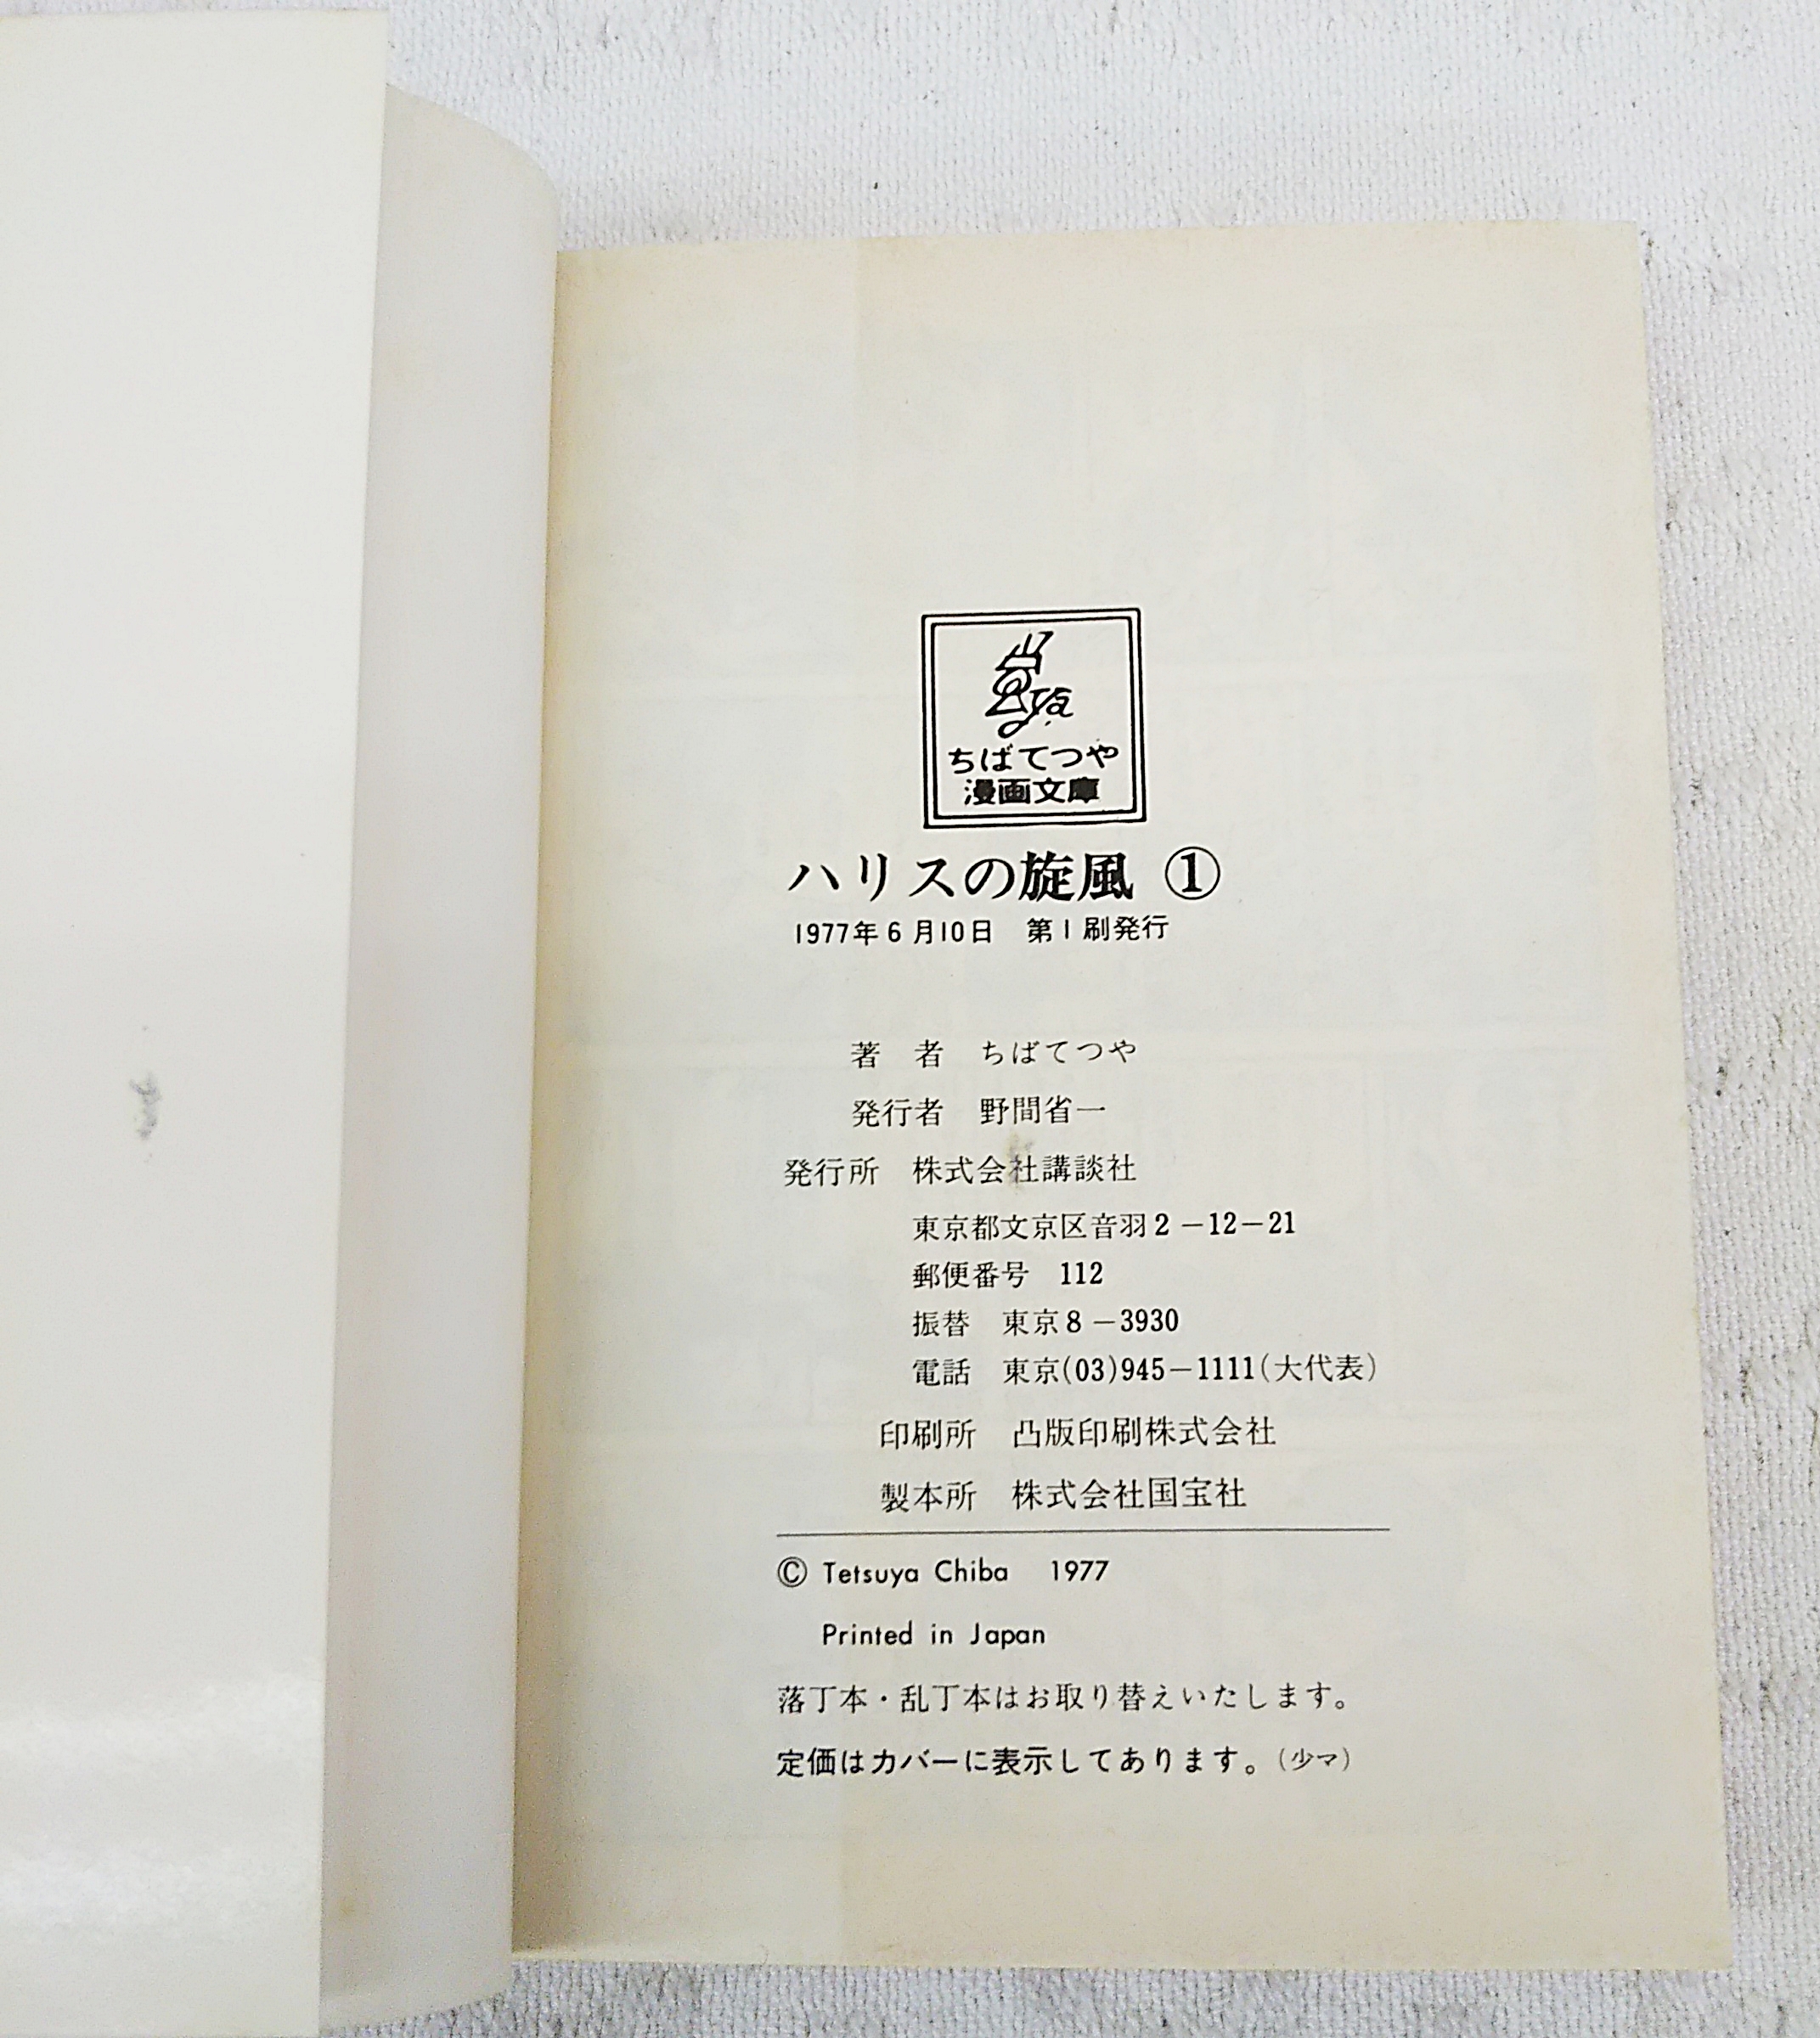 ちばてつや
漫画文庫
ハリスの旋風 ①
1977年6月10日 第1刷発行
著 者 ちばてつや
発行者 野間省一
発行所 株式会社講談社
東京都文京区音羽2-12-21
郵便番号 112
振替 東京8-3930
電話 東京(03)945-1111(大代表)
印刷所 凸版印刷株式会社
製本所 株式会社国宝社
© Tetsuya Chiba 1977
Printed in Japan
落丁本・乱丁本はお取り替えいたします。
定価はカバーに表示してあります。(少マ)